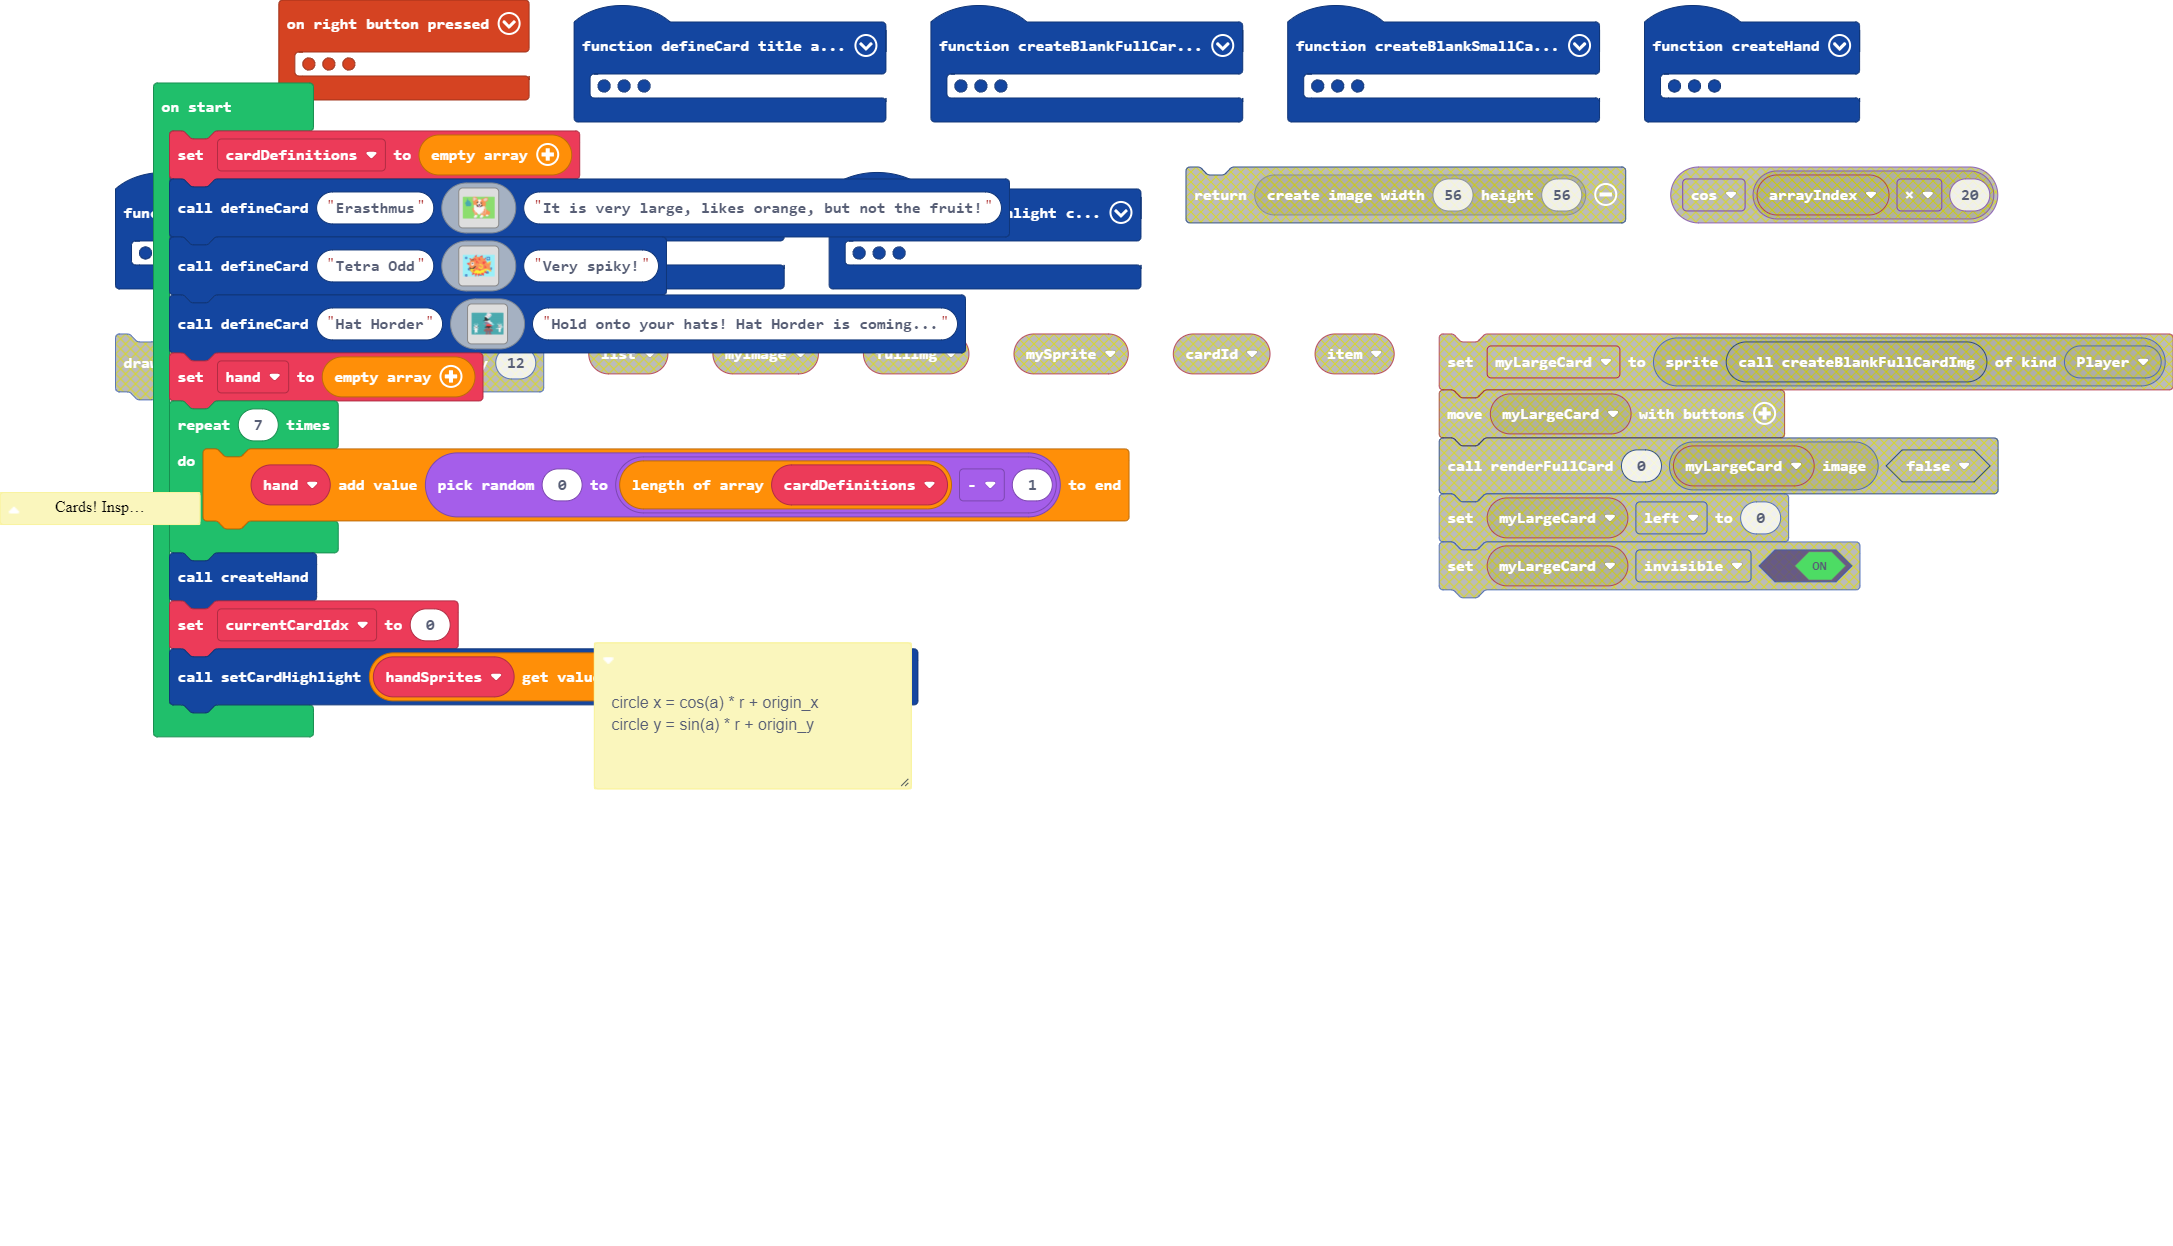 on right button pressed
function defineCard title a...
function createBlankFullCar...
function createBlankSmallCa...
function createHand
on start
set cardDefinitions to empty array
call defineCard "Erasthmus" "It is very large, likes orange, but not the fruit!"
call defineCard "Tetra Odd" "Very spiky!"
call defineCard "Hat Horder" "Hold onto your hats! Hat Horder is coming..."
set hand to empty array
repeat 7 times
do
hand add value pick random 0 to length of array cardDefinitions - 1 to end
call createHand
set currentCardIdx to 0
call setCardHighlight handSprites get
Cards! Insp...
circle x = cos(a) * r + origin_x
circle y = sin(a) * r + origin_y
c...
return create image width 56 height 56
cos arrayIndex × 20
12
list
myImage
fullImg
mySprite
cardId
item
set myLargeCard to sprite call createBlankFullCardImg of kind Player
move myLargeCard with buttons
call renderFullCard 0 myLargeCard image false
set myLargeCard left to 0
set myLargeCard invisible ON